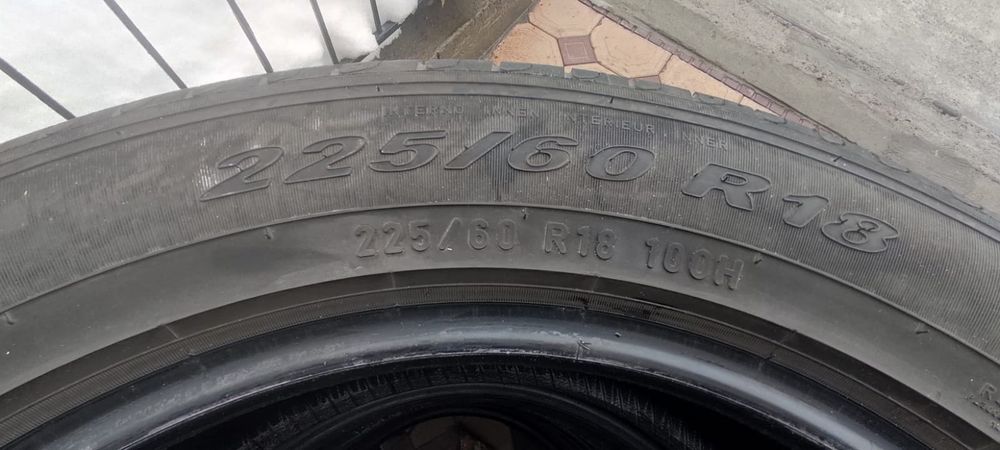 INTERNO INNEN INTERIEUR INNER
225/60 R18
225/60 R18 100H